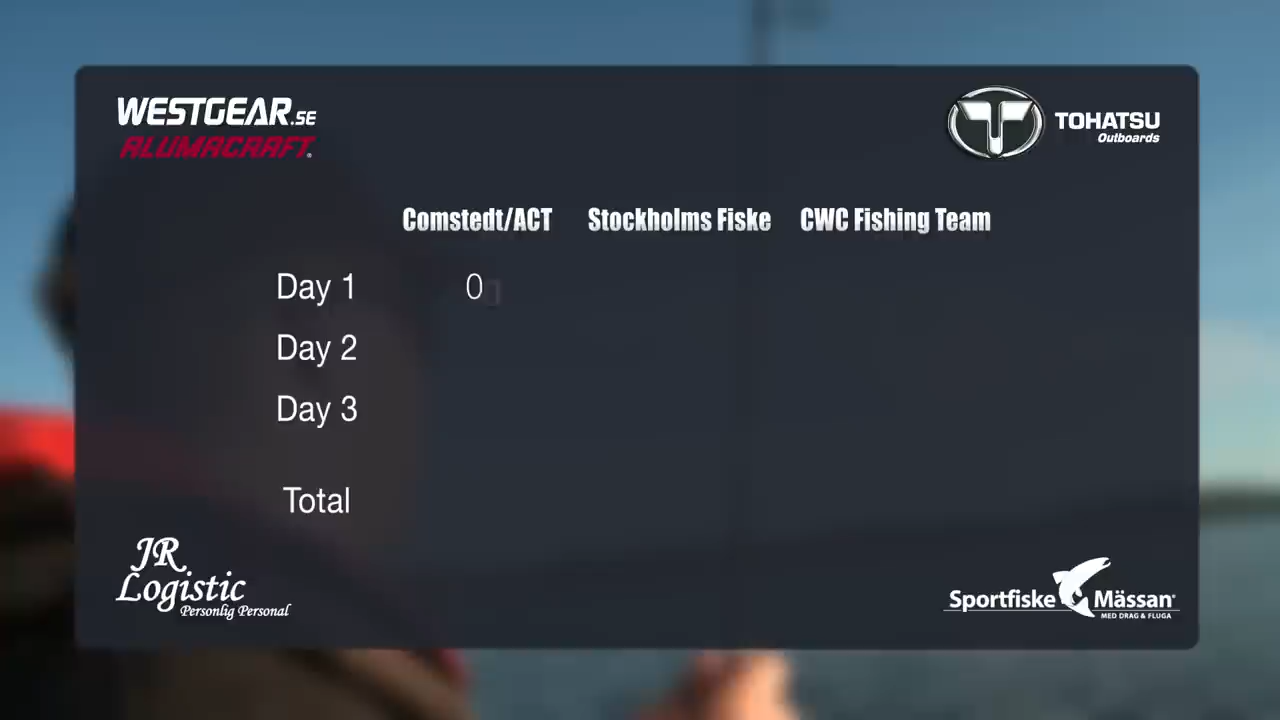 WESTGEAR.SE
ALUMACRAFT®
TOHATSU
Outboards
Comstedt/ACT Stockholms Fiske CWC Fishing Team
Day 1 0
Day 2
Day 3
Total
JR
Logistic
Personlig Personal
Sportfiske Mässan®
MED DRAG & FLUGA